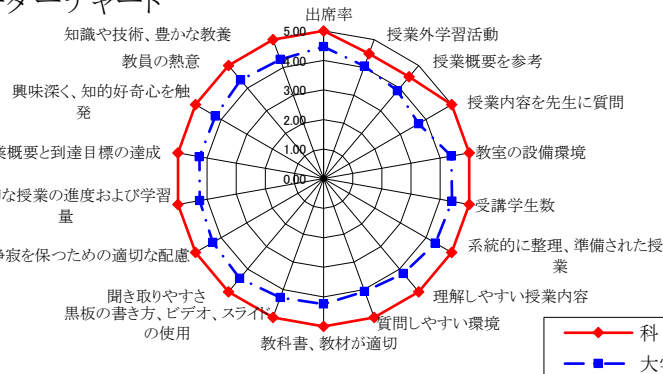 ーダーチャート
出席率
授業外学習活動
授業概要を参考
授業内容を先生に質問
教室の設備環境
受講学生数
系統的に整理、準備された授
業
理解しやすい授業内容
質問しやすい環境
教科書、教材が適切
黒板の書き方、ビデオ、スライド
の使用
聞き取りやすさ
静寂を保つための適切な配慮
な授業の進度および学習
量
業概要と到達目標の達成
興味深く、知的好奇心を触
発
教員の熱意
知識や技術、豊かな教養
5.00
4.00
3.00
2.00
1.00
0.00
科
大学